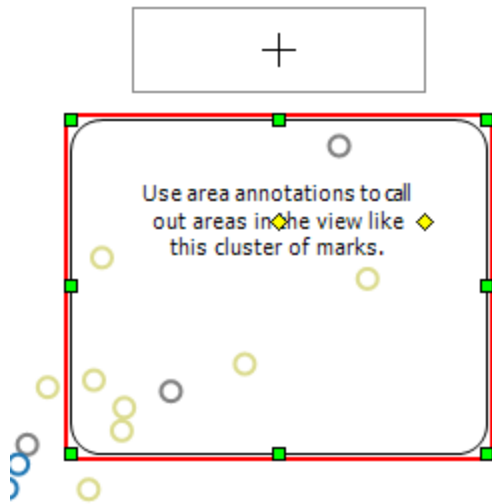 Use area annotations to call
out areas in the view like
this cluster of marks.